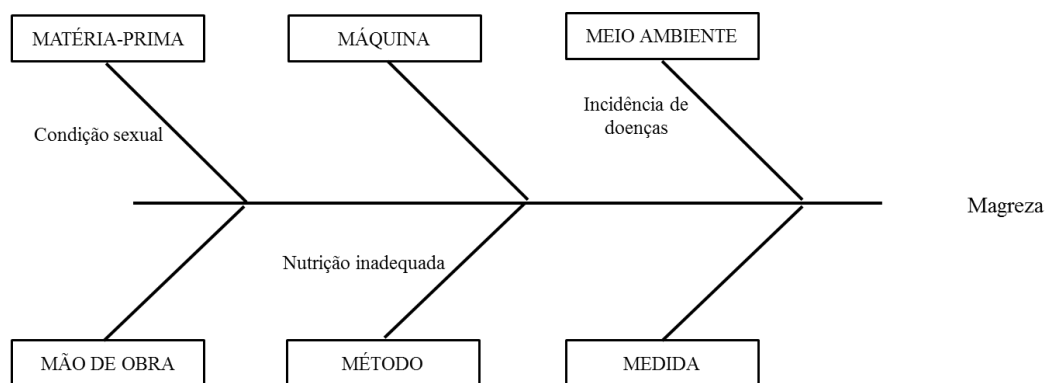 MATÉRIA-PRIMA
MÁQUINA
MEIO AMBIENTE
Condição sexual
Incidência de
doenças
Magreza
Nutrição inadequada
MÃO DE OBRA
MÉTODO
MEDIDA